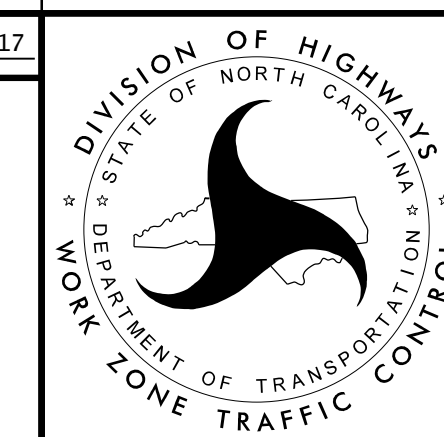 17
DIVISION OF HIGHWAYS
STATE OF NORTH CAROLINA
DEPARTMENT OF TRANSPORTATION
WORK ZONE TRAFFIC CONTROL